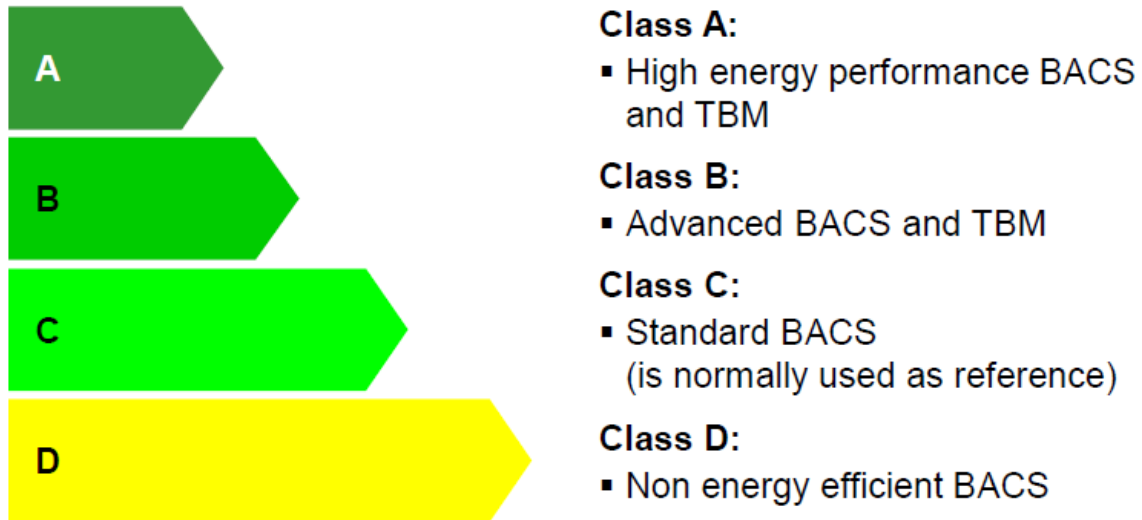 A
Class A:
▪ High energy performance BACS
and TBM
B
Class B:
▪ Advanced BACS and TBM
C
Class C:
▪ Standard BACS
(is normally used as reference)
D
Class D:
▪ Non energy efficient BACS